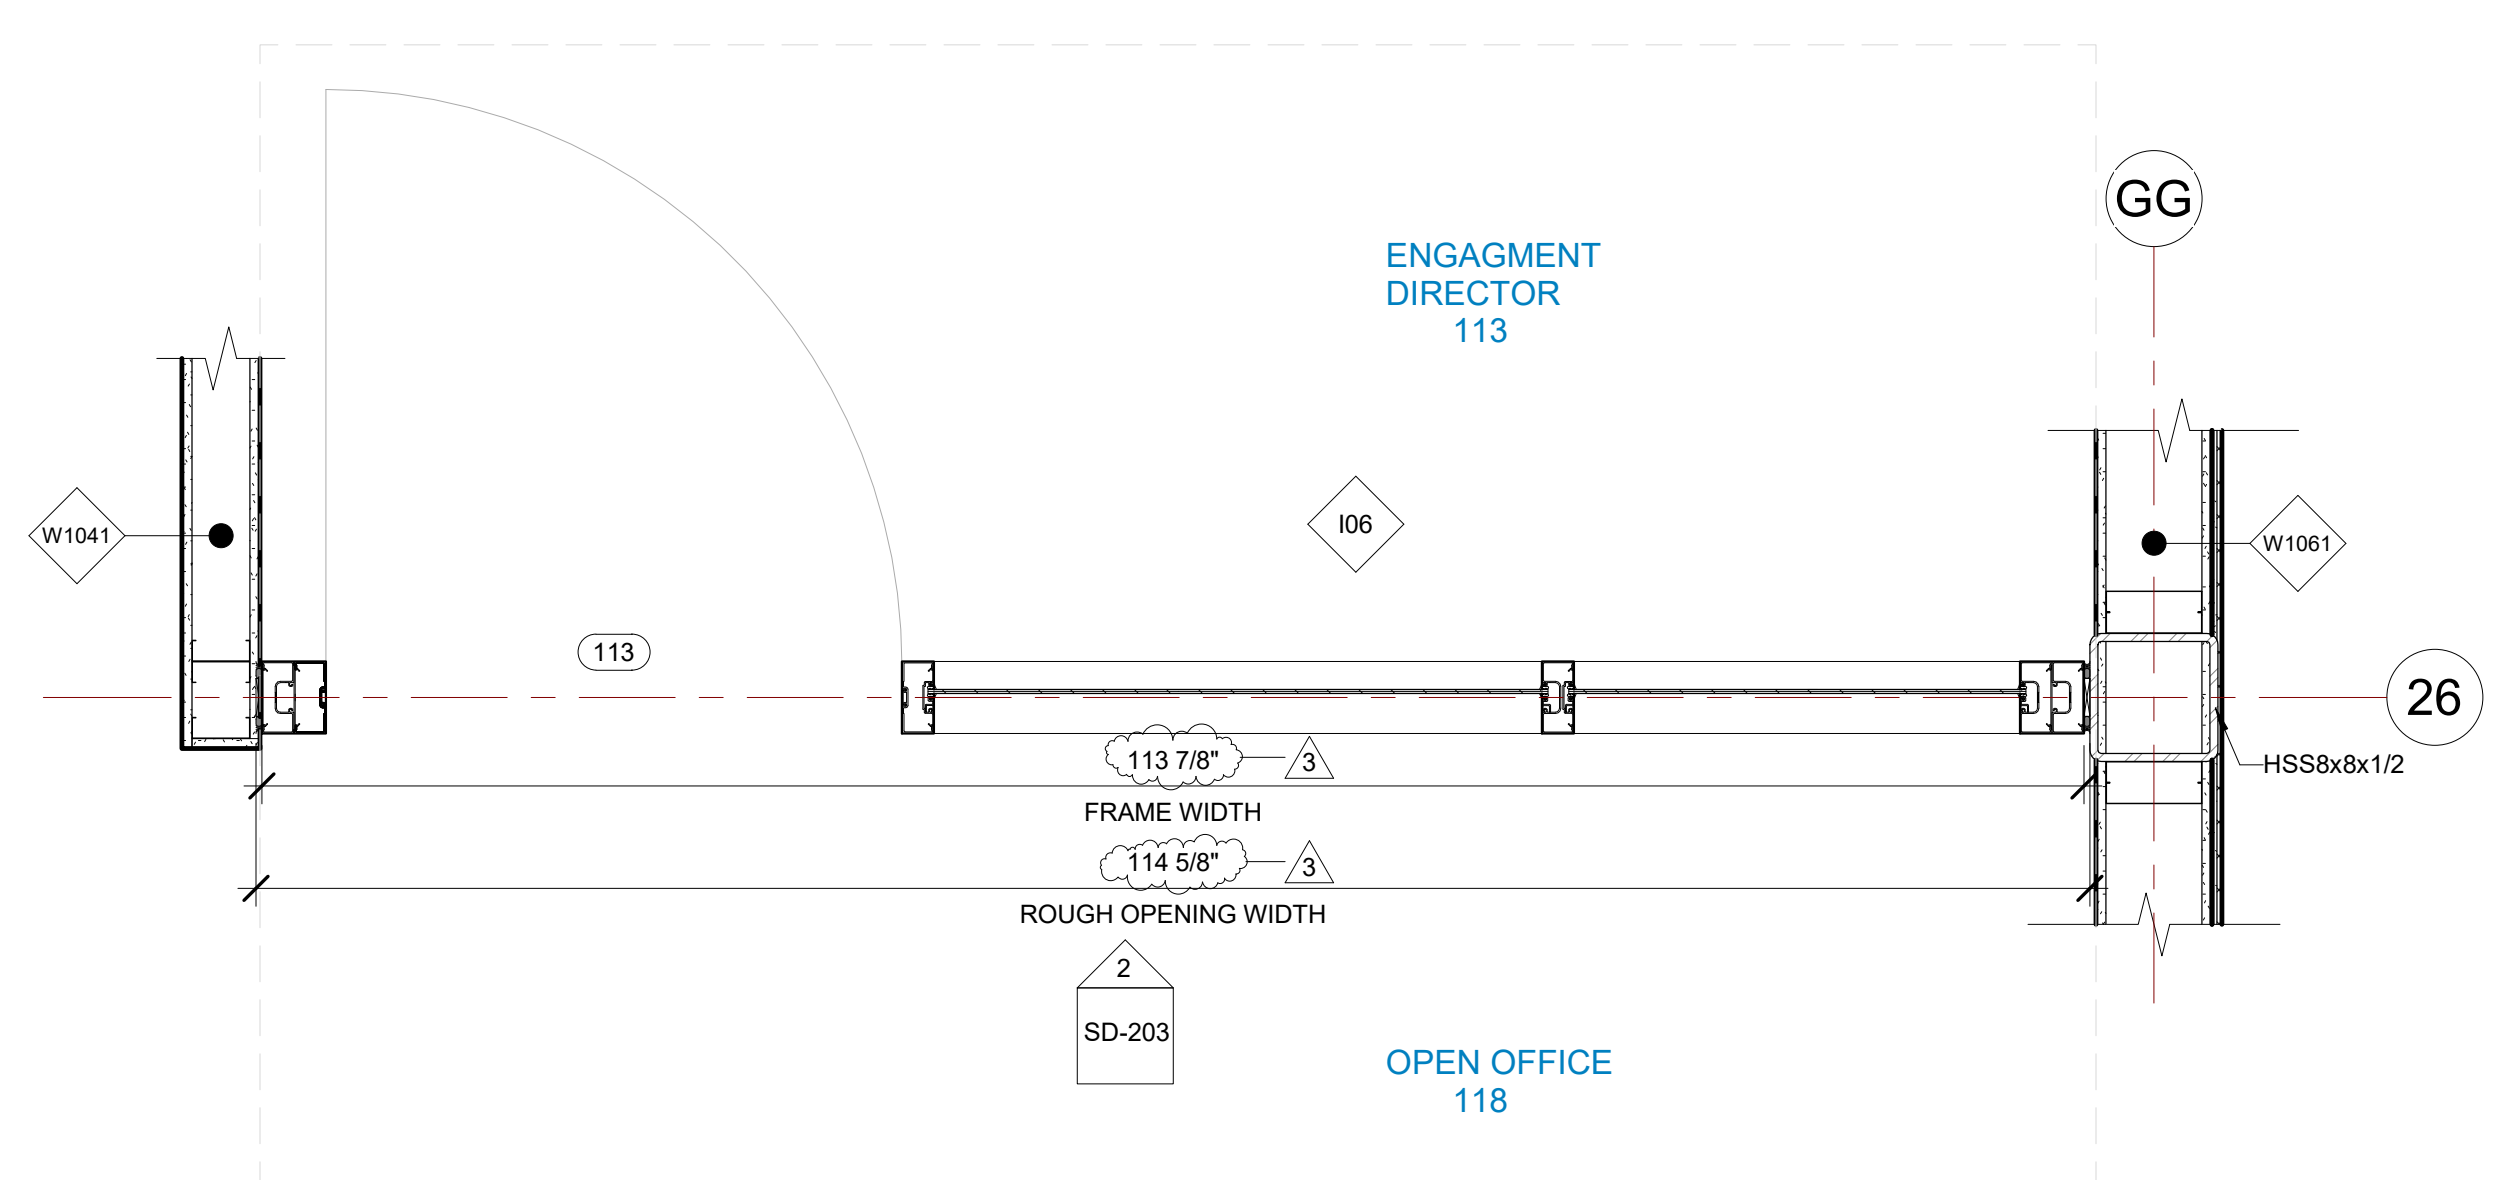 GG
ENGAGMENT
DIRECTOR
113
W1041
I06
W1061
113
26
113 7/8"
3
HSS8x8x1/2
FRAME WIDTH
114 5/8"
3
ROUGH OPENING WIDTH
2
SD-203
OPEN OFFICE
118